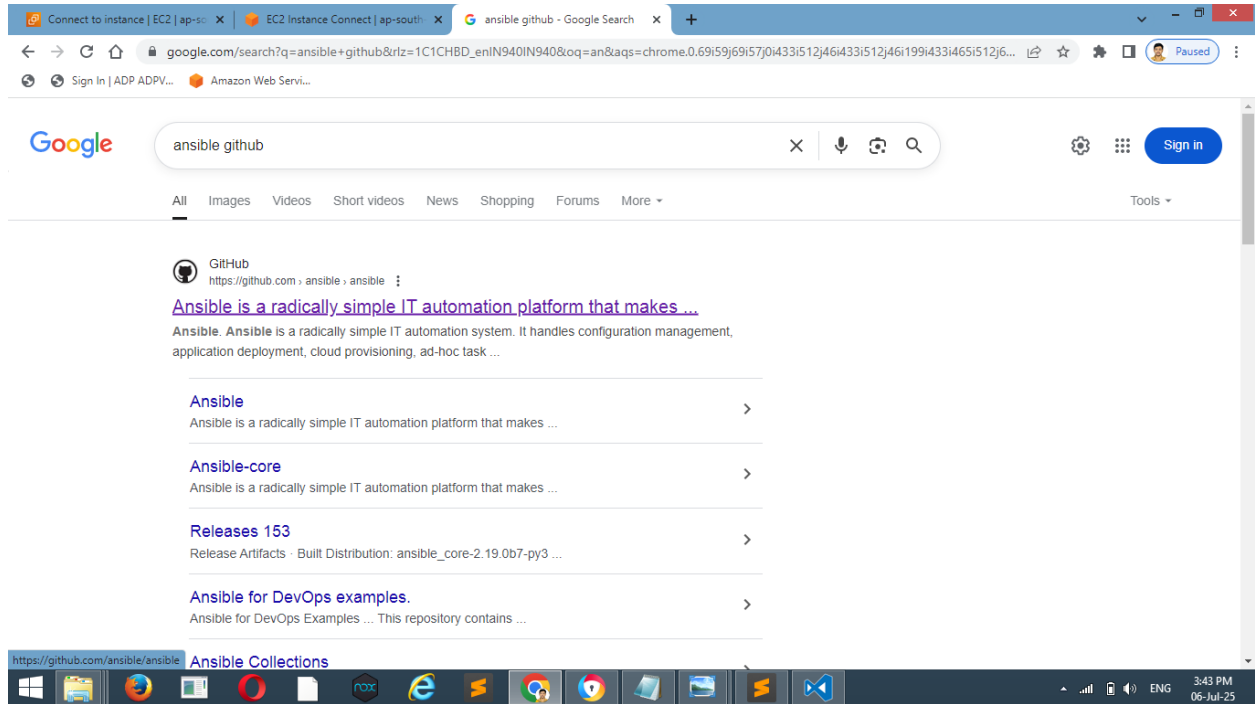 Connect to instance | EC2 | ap-so
EC2 Instance Connect | ap-south-
ansible github - Google Search
google.com/search?q=ansible+github&rlz=1C1CHBD_enIN940IN940&oq=an&aqs=chrome.0.69i59j69i57j0i433i512j46i433i512j46i199i433i465i512j6...
Paused
Sign In | ADP ADPV...
Amazon Web Servi...
Google
ansible github
Sign in
All Images Videos Short videos News Shopping Forums More
Tools
GitHub
https://github.com › ansible › ansible
Ansible is a radically simple IT automation platform that makes ...
Ansible. Ansible is a radically simple IT automation system. It handles configuration management,
application deployment, cloud provisioning, ad-hoc task ...
Ansible
Ansible is a radically simple IT automation platform that makes ...
Ansible-core
Ansible is a radically simple IT automation platform that makes ...
Releases 153
Release Artifacts · Built Distribution: ansible_core-2.19.0b7-py3 ...
Ansible for DevOps examples.
Ansible for DevOps Examples ... This repository contains ...
Ansible Collections
https://github.com/ansible/ansible
nox
ENG
3:43 PM
06-Jul-25